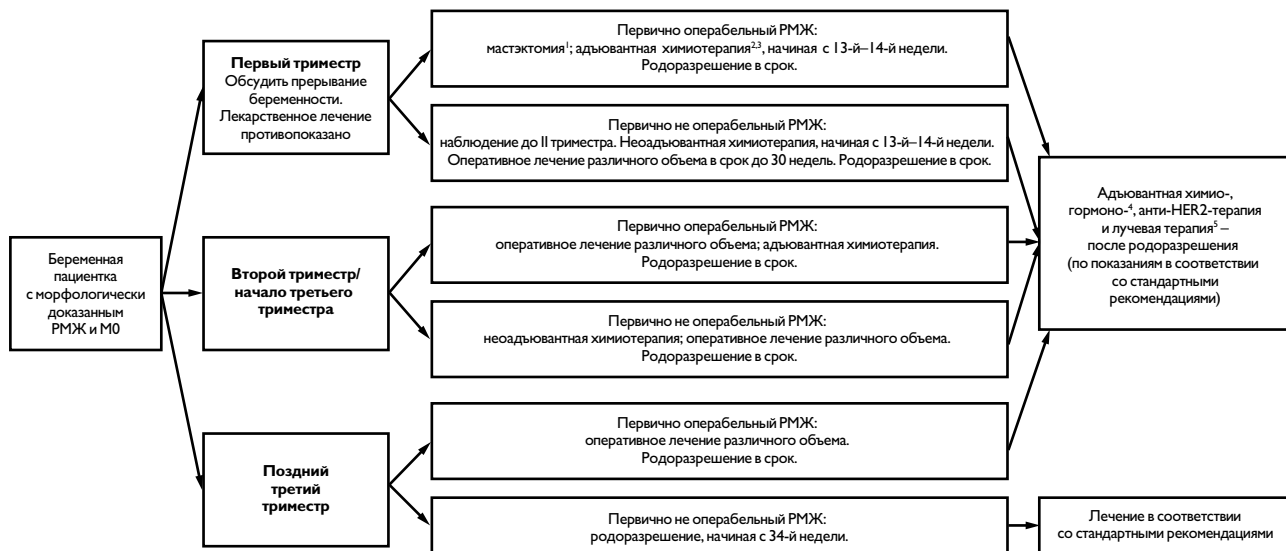 Беременная
пациентка
с морфологически
доказанным
РМЖ и М0
Первый триместр
Обсудить прерывание
беременности.
Лекарственное лечение
противопоказано
Второй триместр/
начало третьего
триместра
Поздний
третий
триместр
Первично операбельный РМЖ:
мастэктомия¹; адъювантная химиотерапия²,³, начиная с 13-й–14-й недели.
Родоразрешение в срок.
Первично не операбельный РМЖ:
наблюдение до II триместра. Неоадъювантная химиотерапия, начиная с 13-й–14-й недели.
Оперативное лечение различного объема в срок до 30 недель. Родоразрешение в срок.
Первично операбельный РМЖ:
оперативное лечение различного объема; адъювантная химиотерапия.
Родоразрешение в срок.
Первично не операбельный РМЖ:
неоадъювантная химиотерапия; оперативное лечение различного объема.
Родоразрешение в срок.
Первично операбельный РМЖ:
оперативное лечение различного объема.
Родоразрешение в срок.
Первично не операбельный РМЖ:
родоразрешение, начиная с 34-й недели.
Адъювантная химио-,
гормоно-⁴, анти-HER2-терапия
и лучевая терапия⁵ –
после родоразрешения
(по показаниям в соответствии
со стандартными
рекомендациями)
Лечение в соответствии
со стандартными рекомендациями